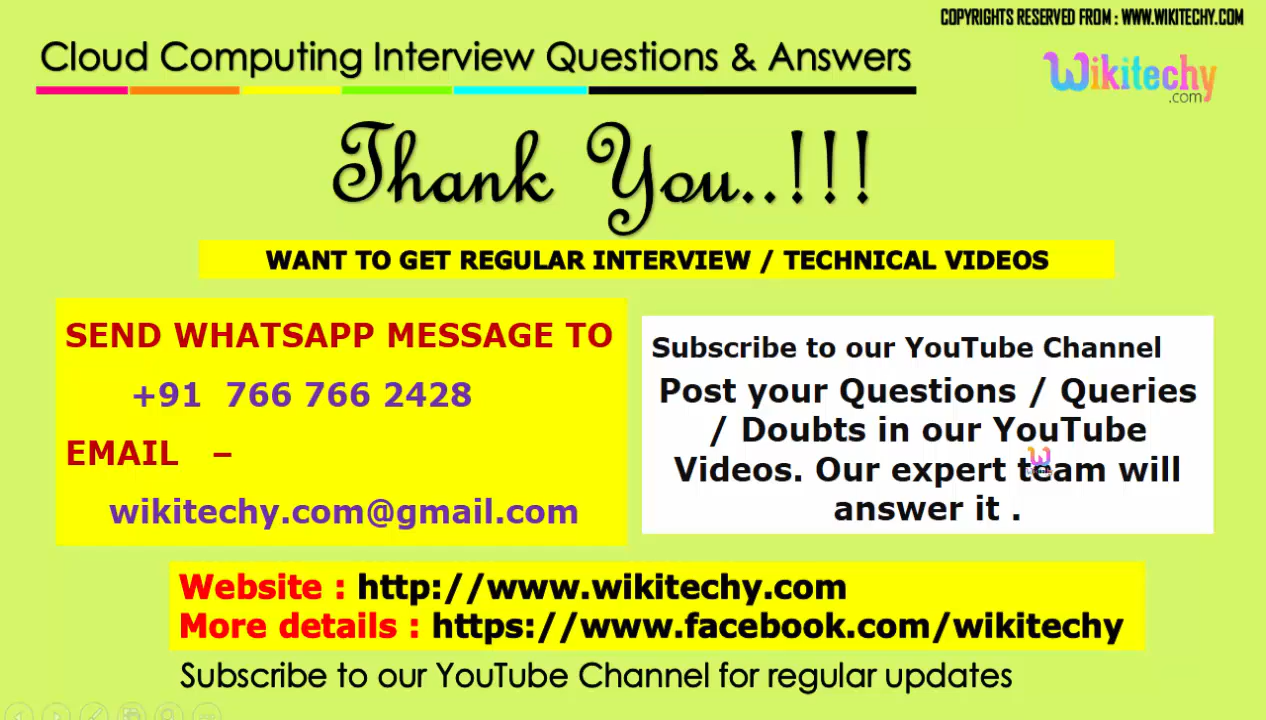 COPYRIGHTS RESERVED FROM : WWW.WIKITECHY.COM
Cloud Computing Interview Questions & Answers
Wikitechy
.com
Thank You..!!!
WANT TO GET REGULAR INTERVIEW / TECHNICAL VIDEOS
SEND WHATSAPP MESSAGE TO
+91 766 766 2428
EMAIL –
wikitechy.com@gmail.com
Subscribe to our YouTube Channel
Post your Questions / Queries
/ Doubts in our YouTube
Videos. Our expert team will
answer it .
Website : http://www.wikitechy.com
More details : https://www.facebook.com/wikitechy
Subscribe to our YouTube Channel for regular updates